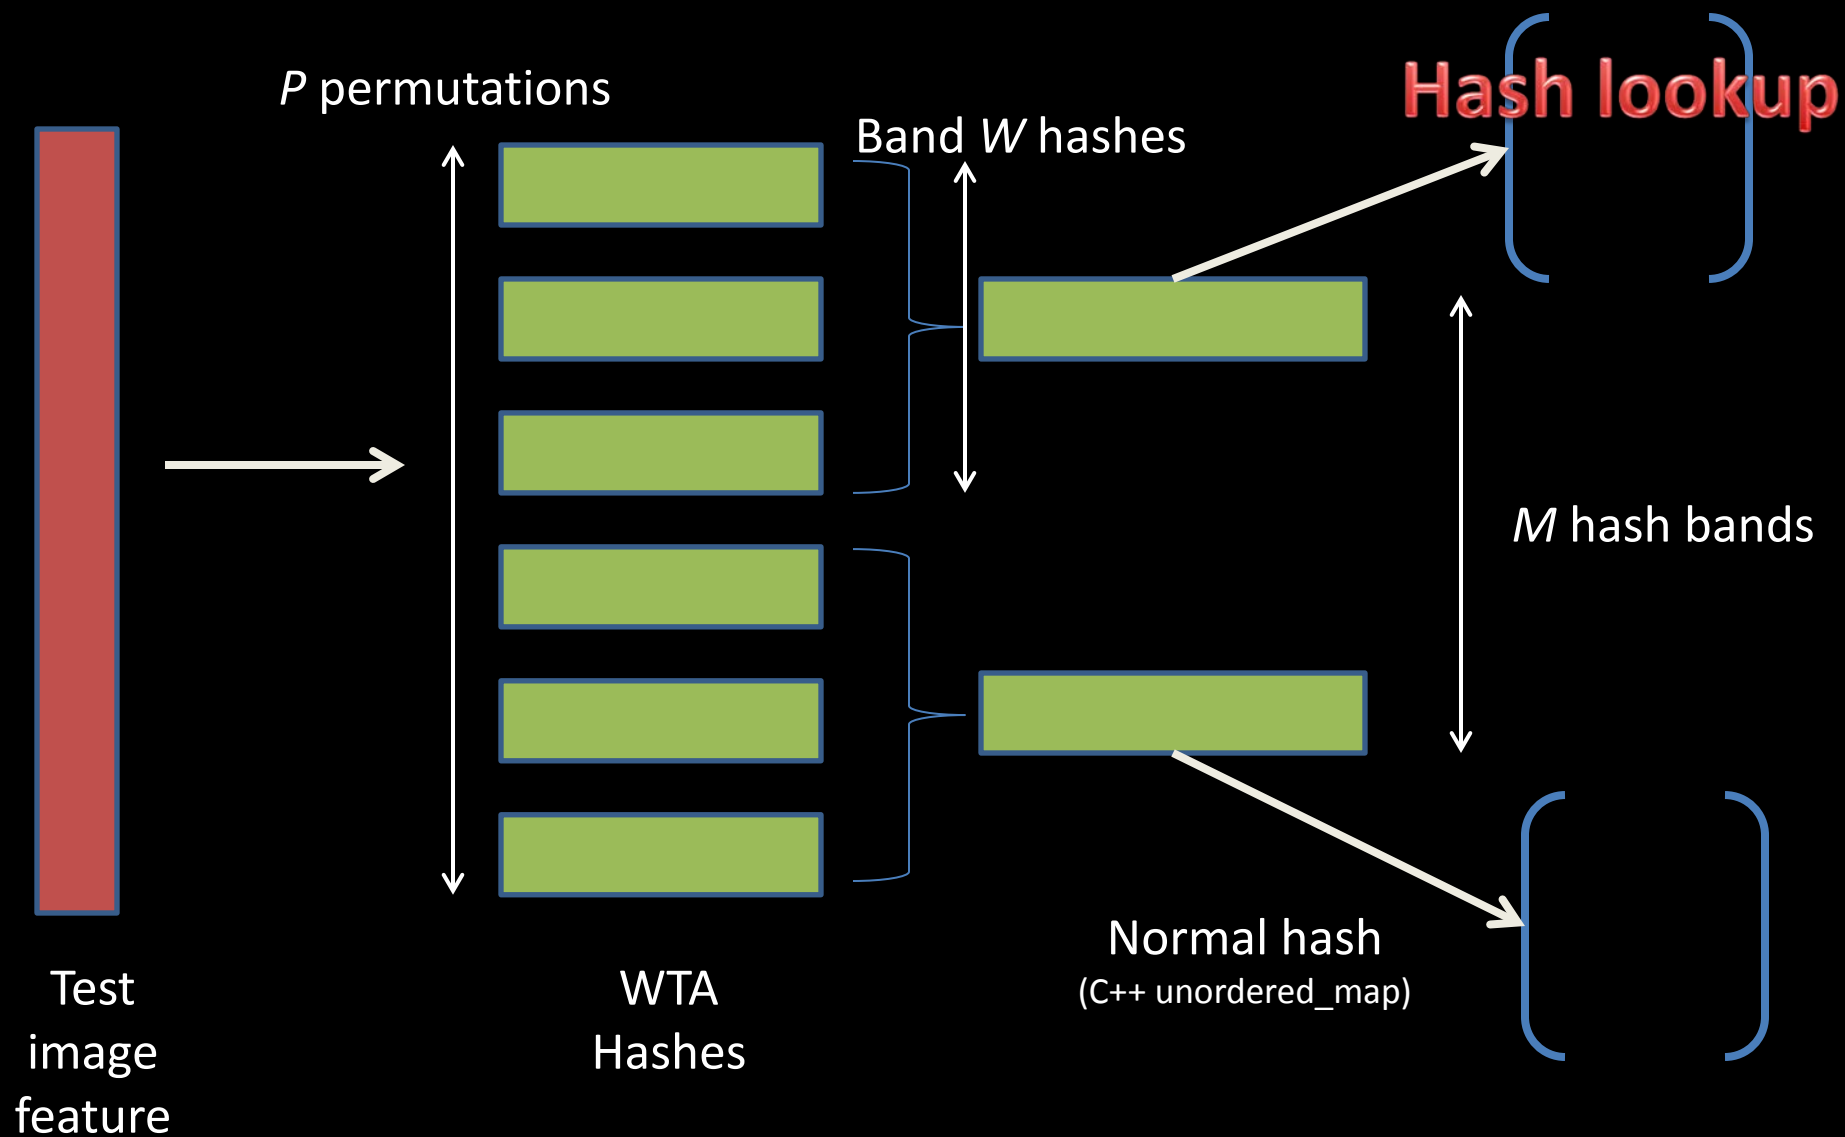 Hash lookup
P permutations
Band W hashes
M hash bands
Normal hash
(C++ unordered_map)
Test
image
feature
WTA
Hashes